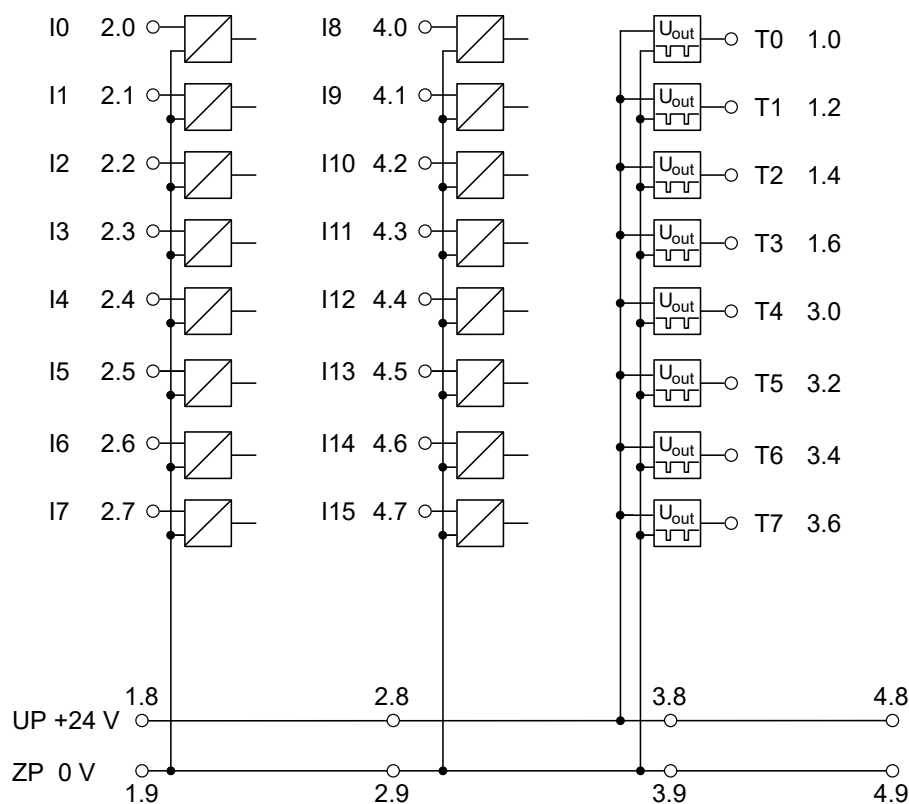 I0 2.0 I8 4.0 Uout T0 1.0
I1 2.1 I9 4.1 Uout T1 1.2
I2 2.2 I10 4.2 Uout T2 1.4
I3 2.3 I11 4.3 Uout T3 1.6
I4 2.4 I12 4.4 Uout T4 3.0
I5 2.5 I13 4.5 Uout T5 3.2
I6 2.6 I14 4.6 Uout T6 3.4
I7 2.7 I15 4.7 Uout T7 3.6
1.8 2.8 3.8 4.8
UP +24 V
ZP 0 V
1.9 2.9 3.9 4.9